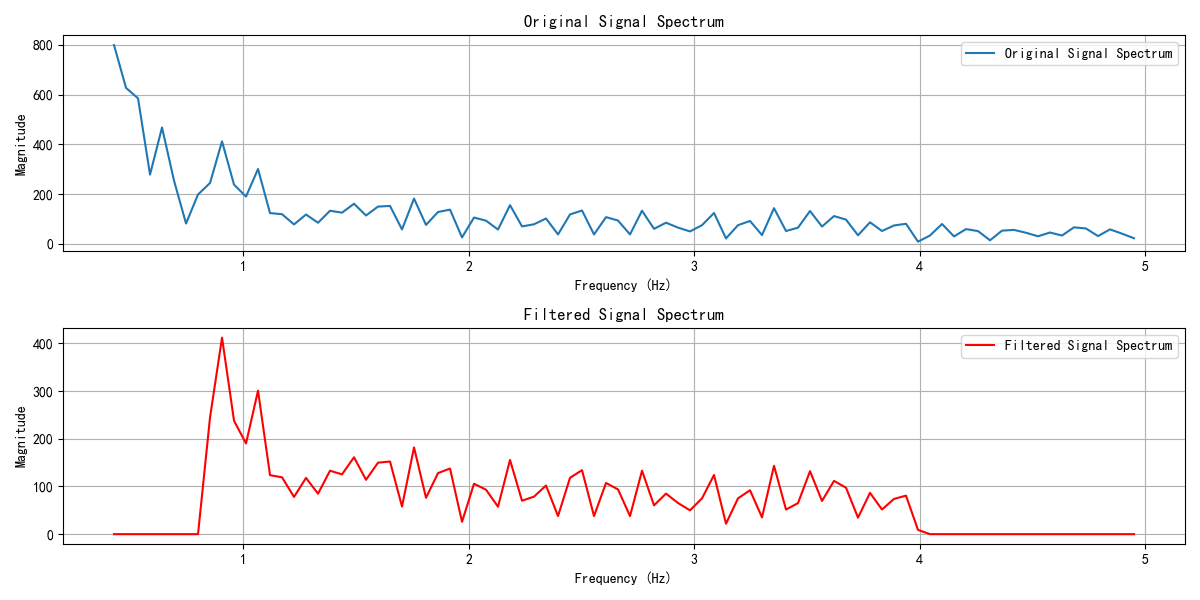 Original Signal Spectrum
800
600
400
200
0
Magnitude
Original Signal Spectrum
1 2 3 4 5
Frequency (Hz)
Filtered Signal Spectrum
400
300
200
100
0
Magnitude
Filtered Signal Spectrum
1 2 3 4 5
Frequency (Hz)